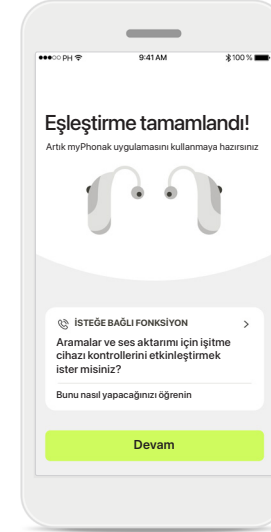 PH
9:41 AM
100 %
Eşleştirme tamamlandı!
Artık myPhonak uygulamasını kullanmaya hazırsınız
İSTEĞE BAĞLI FONKSİYON
Aramalar ve ses aktarımı için işitme
cihazı kontrollerini etkinleştirmek
ister misiniz?
Bunu nasıl yapacağınızı öğrenin
Devam